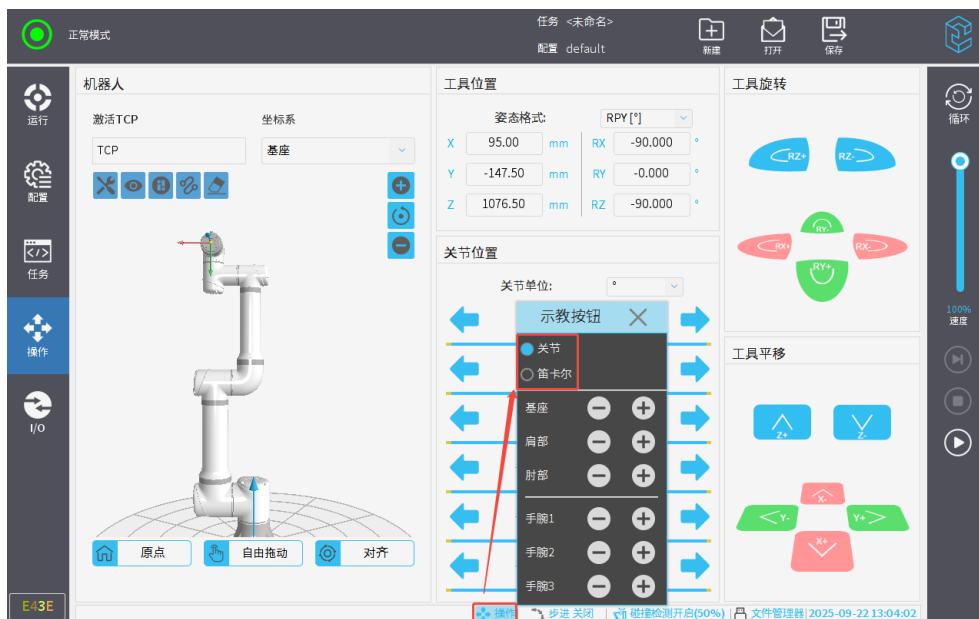 正常模式
任务 <未命名>
配置 default
新建
打开
保存
运行
配置
任务
操作
I/O
E43E
机器人
激活TCP
坐标系
TCP
基座
原点
自由拖动
对齐
工具位置
姿态格式:
RPY[°]
X 95.00 mm RX -90.000 °
Y -147.50 mm RY -0.000 °
Z 1076.50 mm RZ -90.000 °
关节位置
关节单位:
°
示教按钮
关节
笛卡尔
基座
肩部
肘部
手腕1
手腕2
手腕3
工具旋转
RZ+
RZ-
RY-
RX+
RX-
RY+
工具平移
Z+
Z-
X-
Y-
Y+
X+
循环
100%
速度
操作 步进 关闭 碰撞检测开启(50%) 文件管理器 2025-09-22 13:04:02